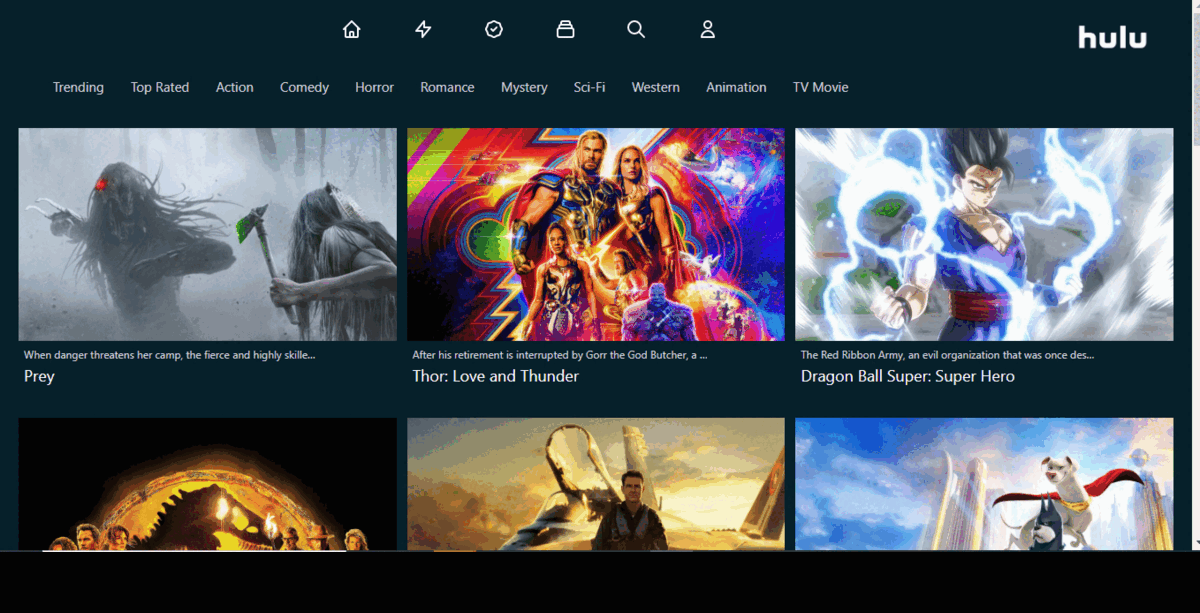 hulu
Trending Top Rated Action Comedy Horror Romance Mystery Sci-Fi Western Animation TV Movie
When danger threatens her camp, the fierce and highly skille...
Prey
After his retirement is interrupted by Gorr the God Butcher, a ...
Thor: Love and Thunder
The Red Ribbon Army, an evil organization that was once des...
Dragon Ball Super: Super Hero